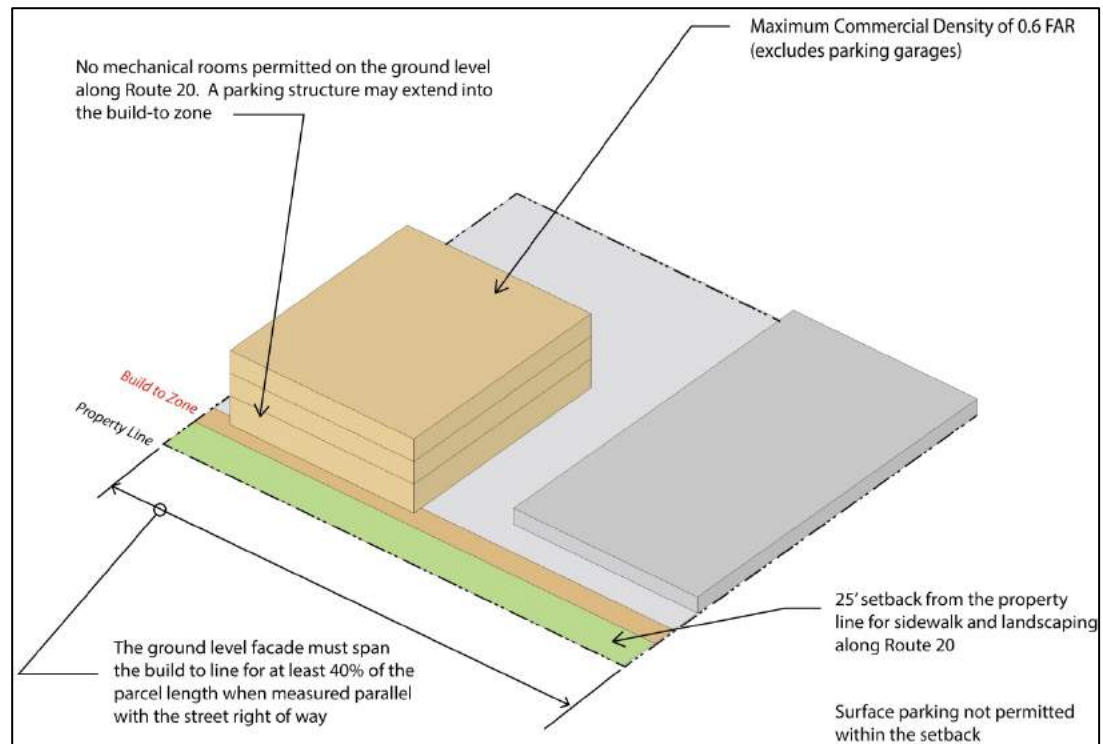 Maximum Commercial Density of 0.6 FAR
(excludes parking garages)
No mechanical rooms permitted on the ground level
along Route 20.  A parking structure may extend into
the build-to zone
Build to Zone
Property Line
The ground level facade must span
the build to line for at least 40% of the
parcel length when measured parallel
with the street right of way
25' setback from the property
line for sidewalk and landscaping
along Route 20
Surface parking not permitted
within the setback